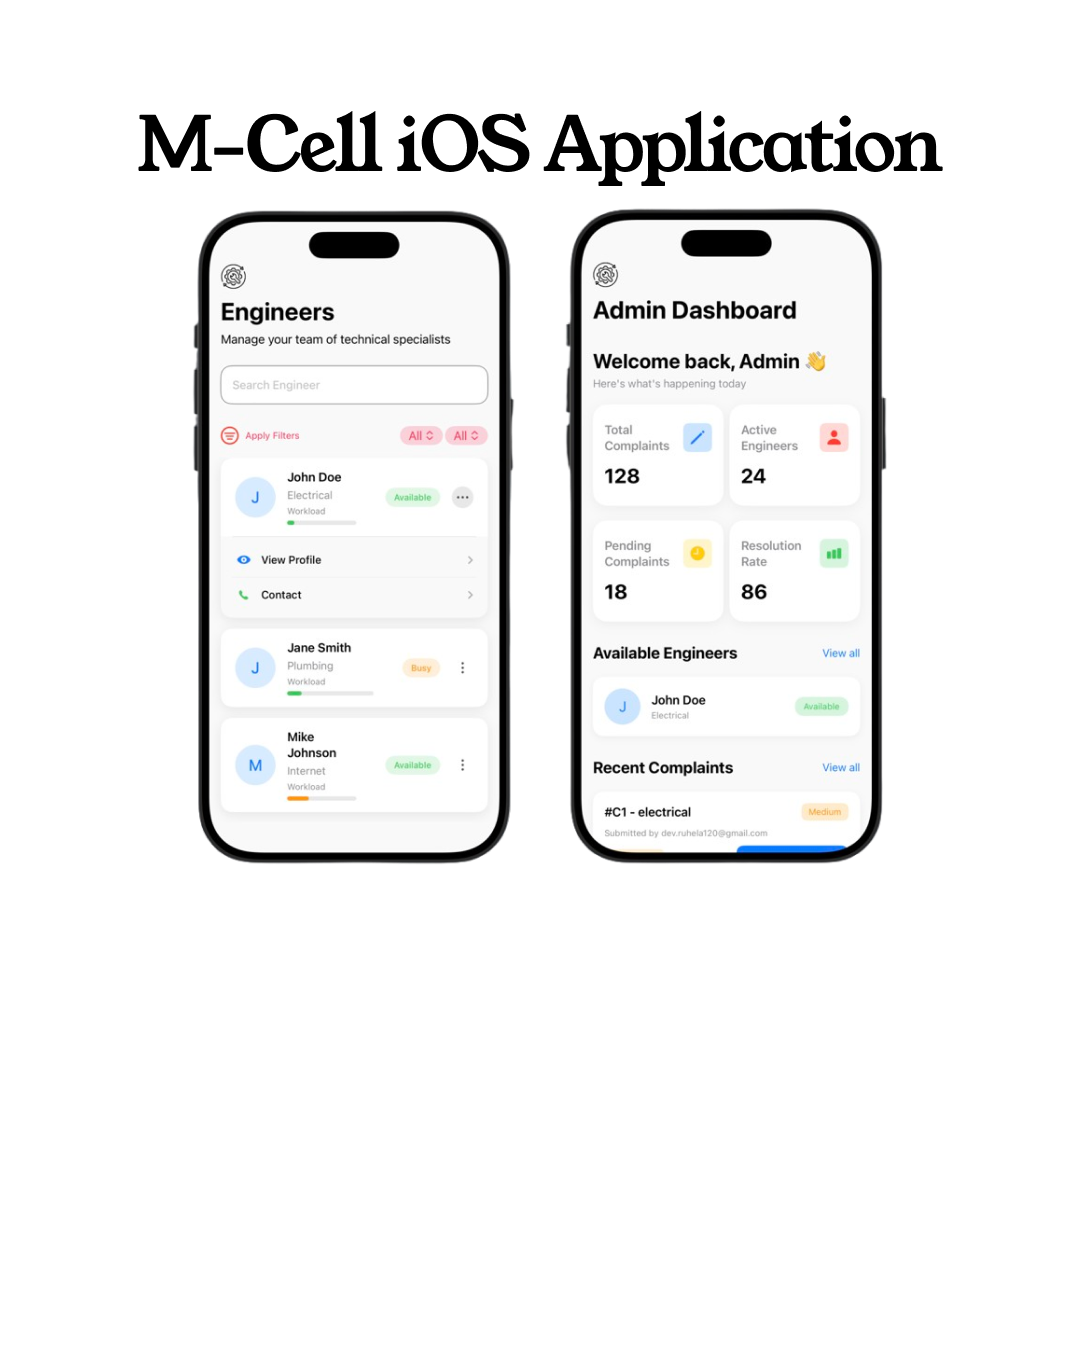 M-Cell iOS Application
Engineers
Manage your team of technical specialists
Search Engineer
Apply Filters
All
All
J
John Doe
Electrical
Workload
Available
View Profile
Contact
J
Jane Smith
Plumbing
Workload
Busy
M
Mike
Johnson
Internet
Workload
Available
Admin Dashboard
Welcome back, Admin 👋
Here's what's happening today
Total
Complaints
128
Active
Engineers
24
Pending
Complaints
18
Resolution
Rate
86
Available Engineers
View all
J
John Doe
Electrical
Available
Recent Complaints
View all
#C1 - electrical
Medium
Submitted by dev.ruhela120@gmail.com